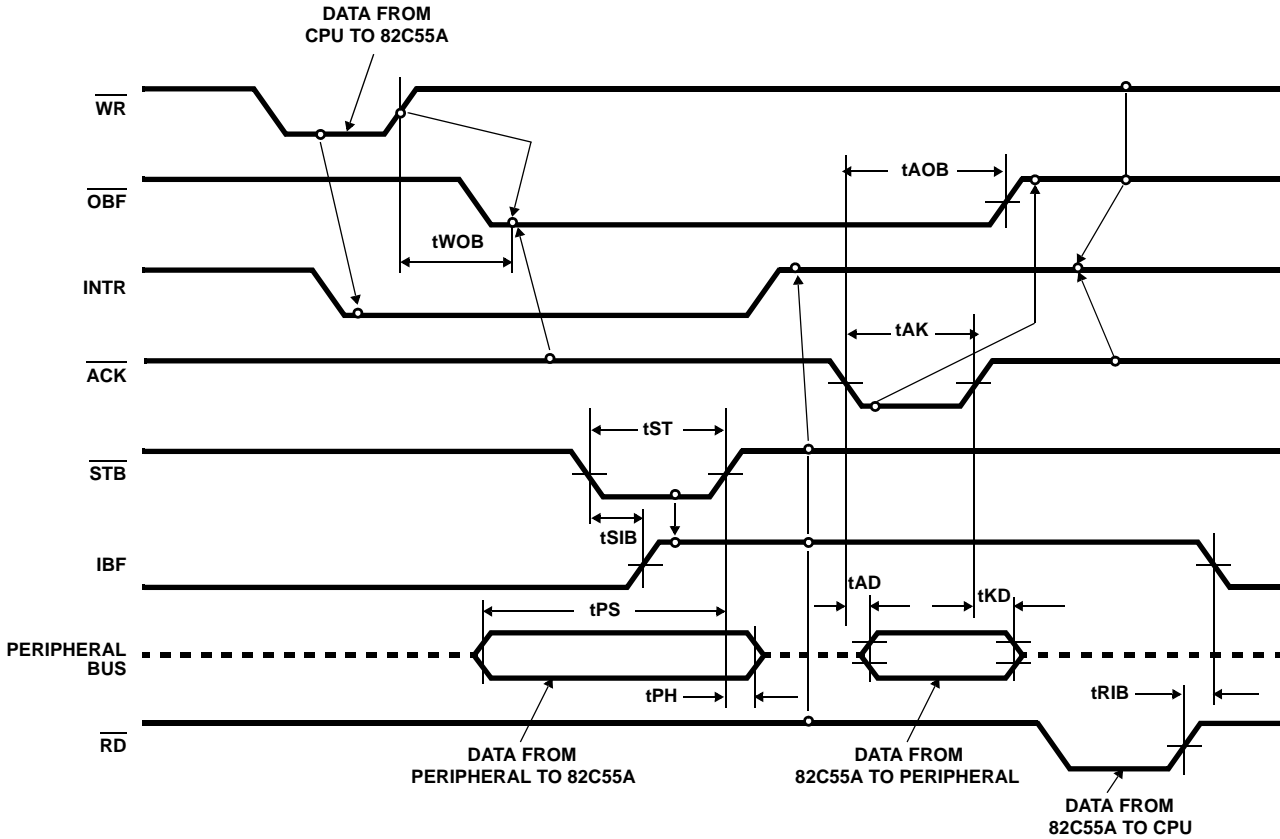 DATA FROM
CPU TO 82C55A
WR
tAOB
OBF
tWOB
INTR
tAK
ACK
tST
STB
tSIB
IBF
tAD
tKD
tPS
PERIPHERAL
BUS
tPH
tRIB
RD
DATA FROM
PERIPHERAL TO 82C55A
DATA FROM
82C55A TO PERIPHERAL
DATA FROM
82C55A TO CPU